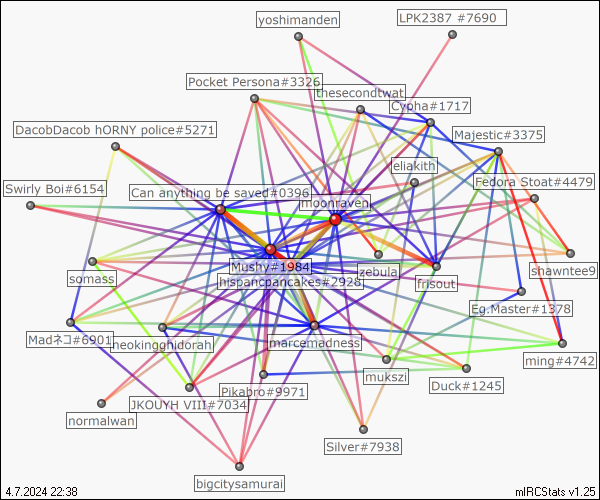 yoshimanden
LPK2387 #7690
Pocket Persona#3326
thesecondtwat
Cypha#1717
DacobDacob hORNY police#5271
Majestic#3375
eliakith
Fedora Stoat#4479
Swirly Boi#6154
Can anything be saved#0396
moonraven
Mushy#1984
zebula
shawntee9
somass
hispancpancakes#2928
frisout
Eg.Master#1378
Madネコ#6901
theokingghidorah
marcemadness
ming#4742
mukszi
Duck#1245
Pikabro#9971
JKOUYH VIII#7034
normalwan
Silver#7938
bigcitysamurai
4.7.2024 22:38
mIRCStats v1.25